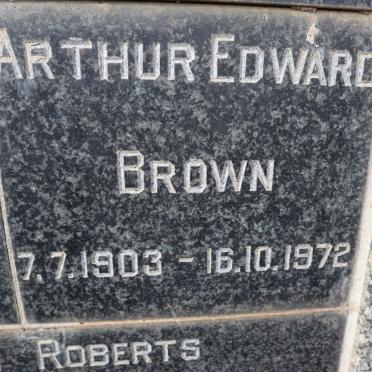 ARTHUR EDWARD
BROWN
7.7.1903 - 16.10.1972
ROBERTS